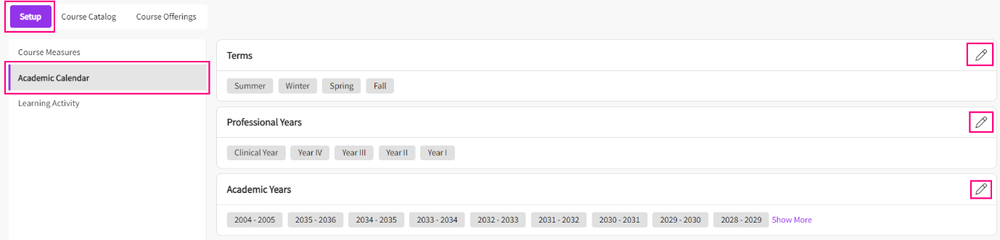 Setup Course Catalog Course Offerings
Course Measures
Academic Calendar
Learning Activity
Terms
Summer Winter Spring Fall
Professional Years
Clinical Year Year IV Year III Year II Year I
Academic Years
2004 - 2005 2035 - 2036 2034 - 2035 2033 - 2034 2032 - 2033 2031 - 2032 2030 - 2031 2029 - 2030 2028 - 2029 Show More